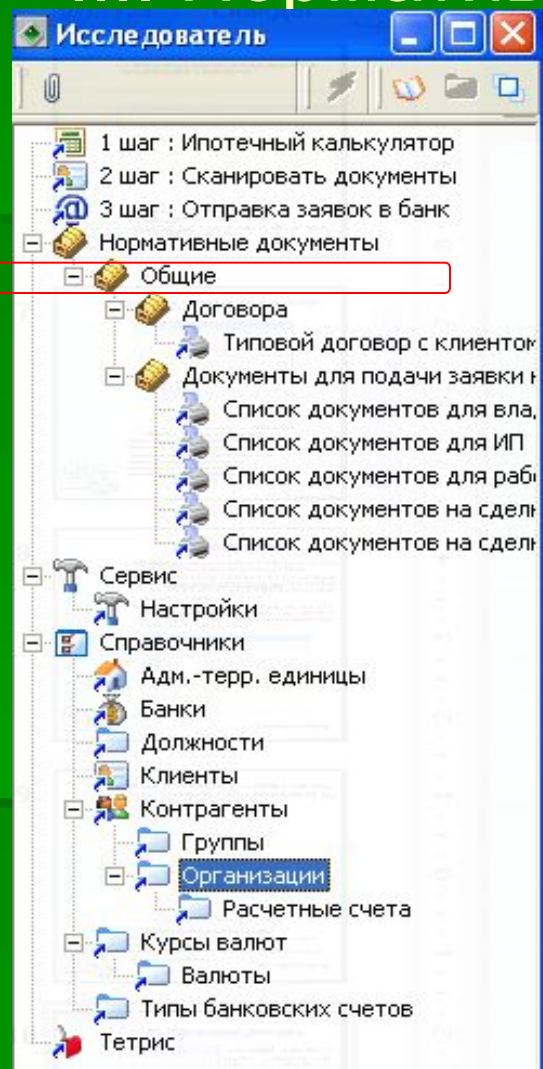 Исследователь
1 шаг : Ипотечный калькулятор
2 шаг : Сканировать документы
3 шаг : Отправка заявок в банк
Нормативные документы
Общие
Договора
Типовой договор с клиентом
Документы для подачи заявки н
Список документов для вла
Список документов для ИП
Список документов для раб
Список документов на сдел
Список документов на сдел
Сервис
Настройки
Справочники
Адм.-терр. единицы
Банки
Должности
Клиенты
Контрагенты
Группы
Организации
Расчетные счета
Курсы валют
Валюты
Типы банковских счетов
Тетрис